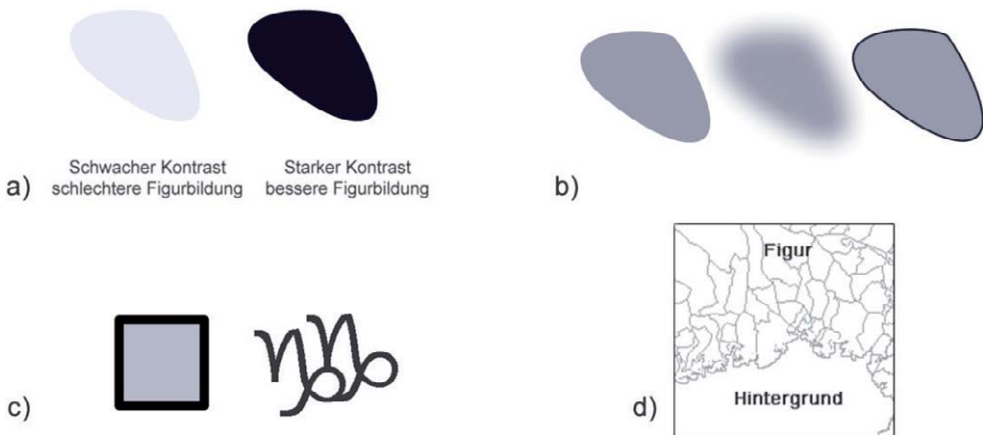 Schwacher Kontrast
schlechtere Figurbildung
Starker Kontrast
bessere Figurbildung
a)
b)
c)
Figur
Hintergrund
d)